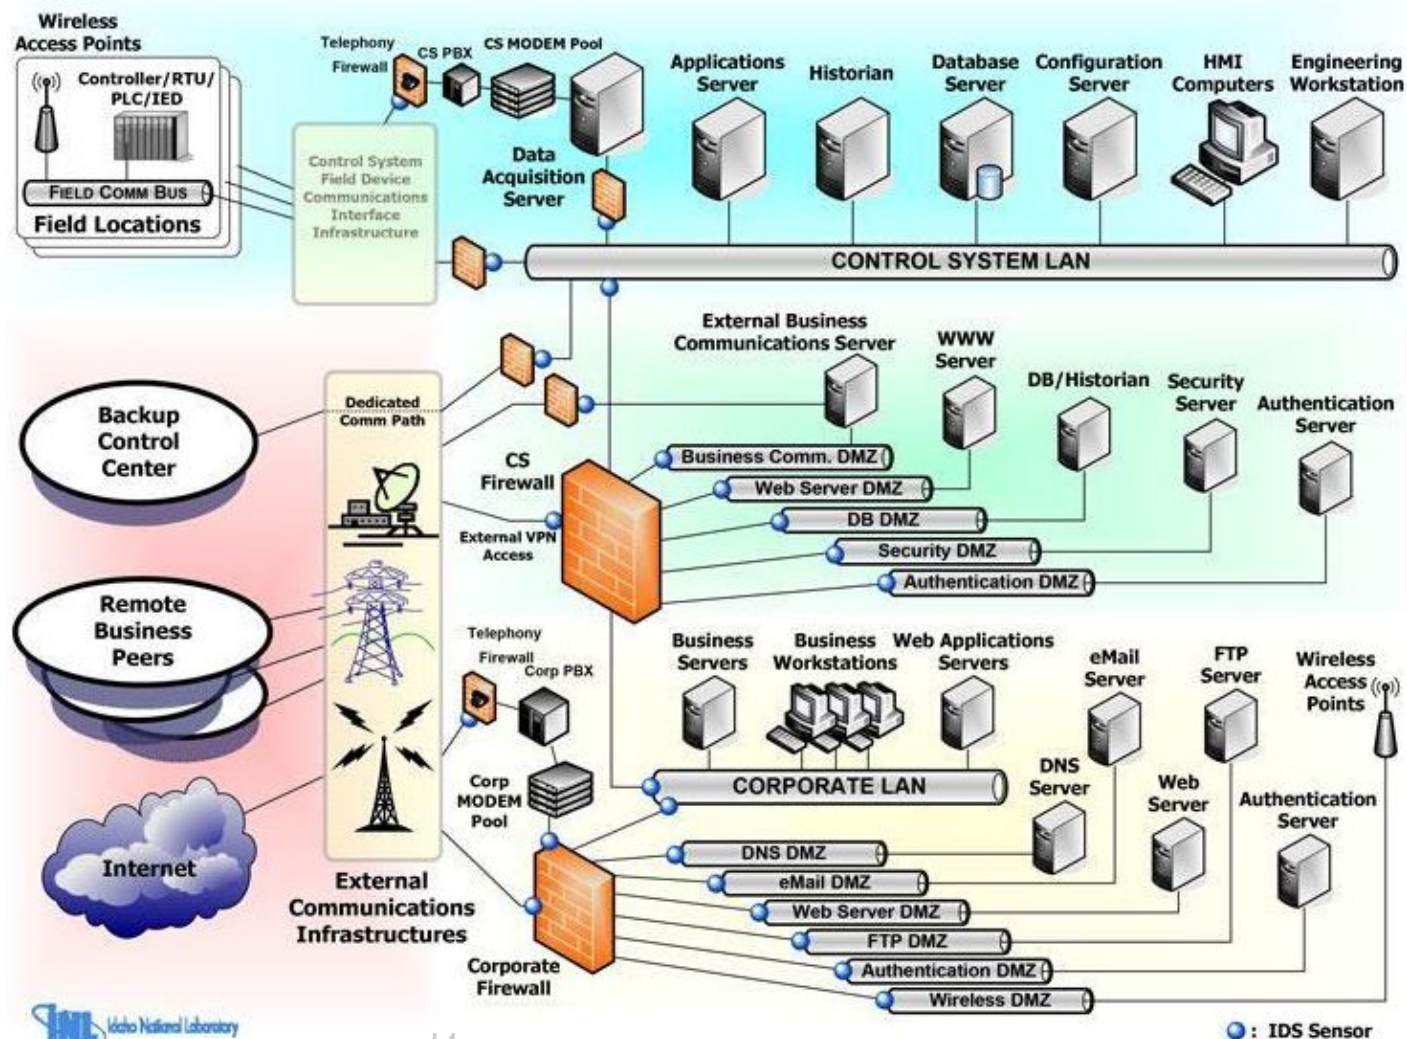 Wireless
Access Points
Controller/RTU/
PLC/IED
FIELD COMM BUS
Field Locations
Telephony
Firewall
CS PBX
CS MODEM Pool
Control System
Field Device
Communications
Interface
Infrastructure
Data
Acquisition
Server
Applications
Server
Historian
Database
Server
Configuration
Server
HMI
Computers
Engineering
Workstation
CONTROL SYSTEM LAN
External Business
Communications Server
WWW
Server
DB/Historian
Security
Server
Authentication
Server
Backup
Control
Center
Dedicated
Comm Path
CS
Firewall
External VPN
Access
Business Comm. DMZ
Web Server DMZ
DB DMZ
Security DMZ
Authentication DMZ
Remote
Business
Peers
Telephony
Firewall
Corp PBX
Business
Servers
Business
Workstations
Web Applications
Servers
eMail
Server
FTP
Server
Wireless
Access
Points
Corp
MODEM
Pool
CORPORATE LAN
DNS
Server
Web
Server
Authentication
Server
Internet
External
Communications
Infrastructures
Corporate
Firewall
DNS DMZ
eMail DMZ
Web Server DMZ
FTP DMZ
Authentication DMZ
Wireless DMZ
INL Idaho National Laboratory
: IDS Sensor